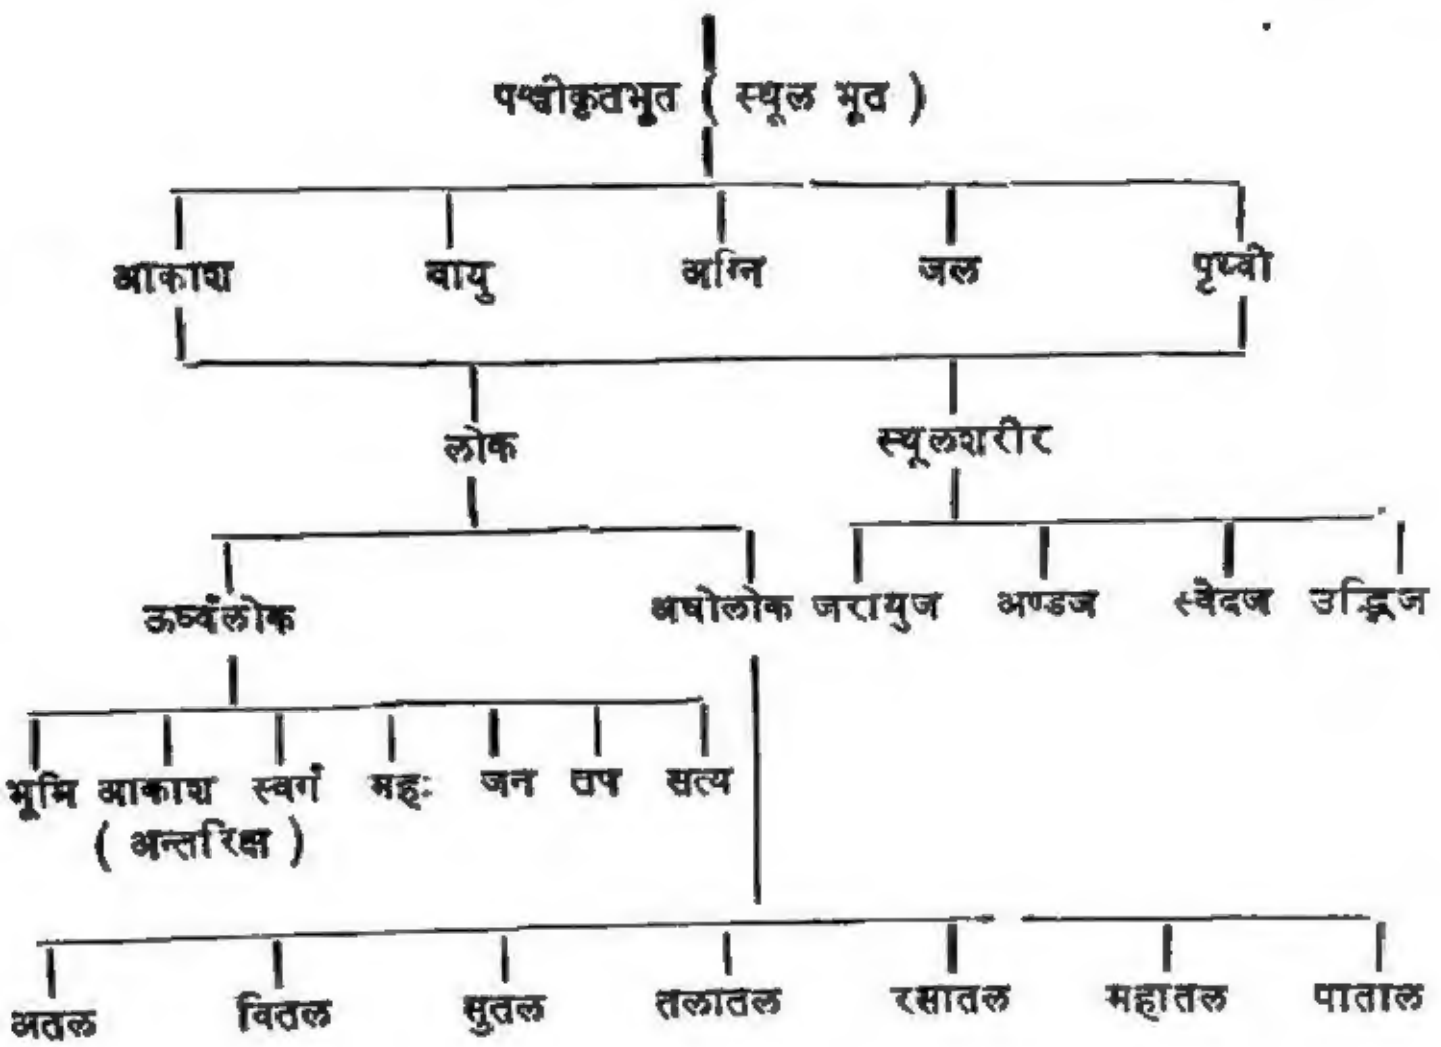 पञ्चीकृतभूत ( स्थूल भूत )
आकाश वायु अग्नि जल पृथ्वी
लोक स्थूलशरीर
ऊर्ध्वलोक अधोलोक जरायुज अण्डज स्वेदज उद्भिज
भूमि आकाश स्वर्ग महः जन तप सत्य
( अन्तरिक्ष )
अतल वितल सुतल तलातल रसातल महातल पाताल